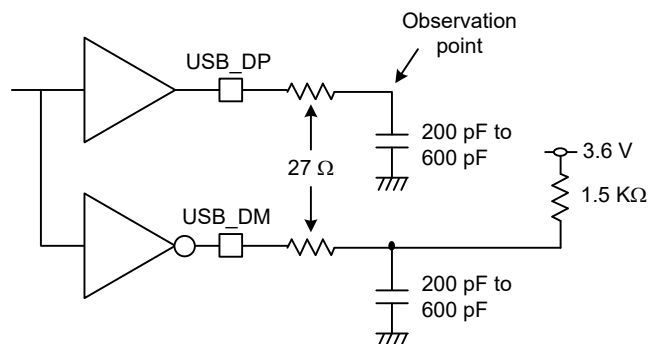 Observation
point
USB_DP
200 pF to
600 pF
27 Ω
3.6 V
1.5 KΩ
USB_DM
200 pF to
600 pF